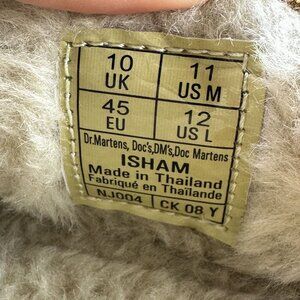 10 11
UK US M
45 12
EU US L
Dr.Martens, Doc's,DM's,Doc Martens
ISHAM
Made in Thailand
Fabriqué en Thaïlande
NJ004 CK 08 Y